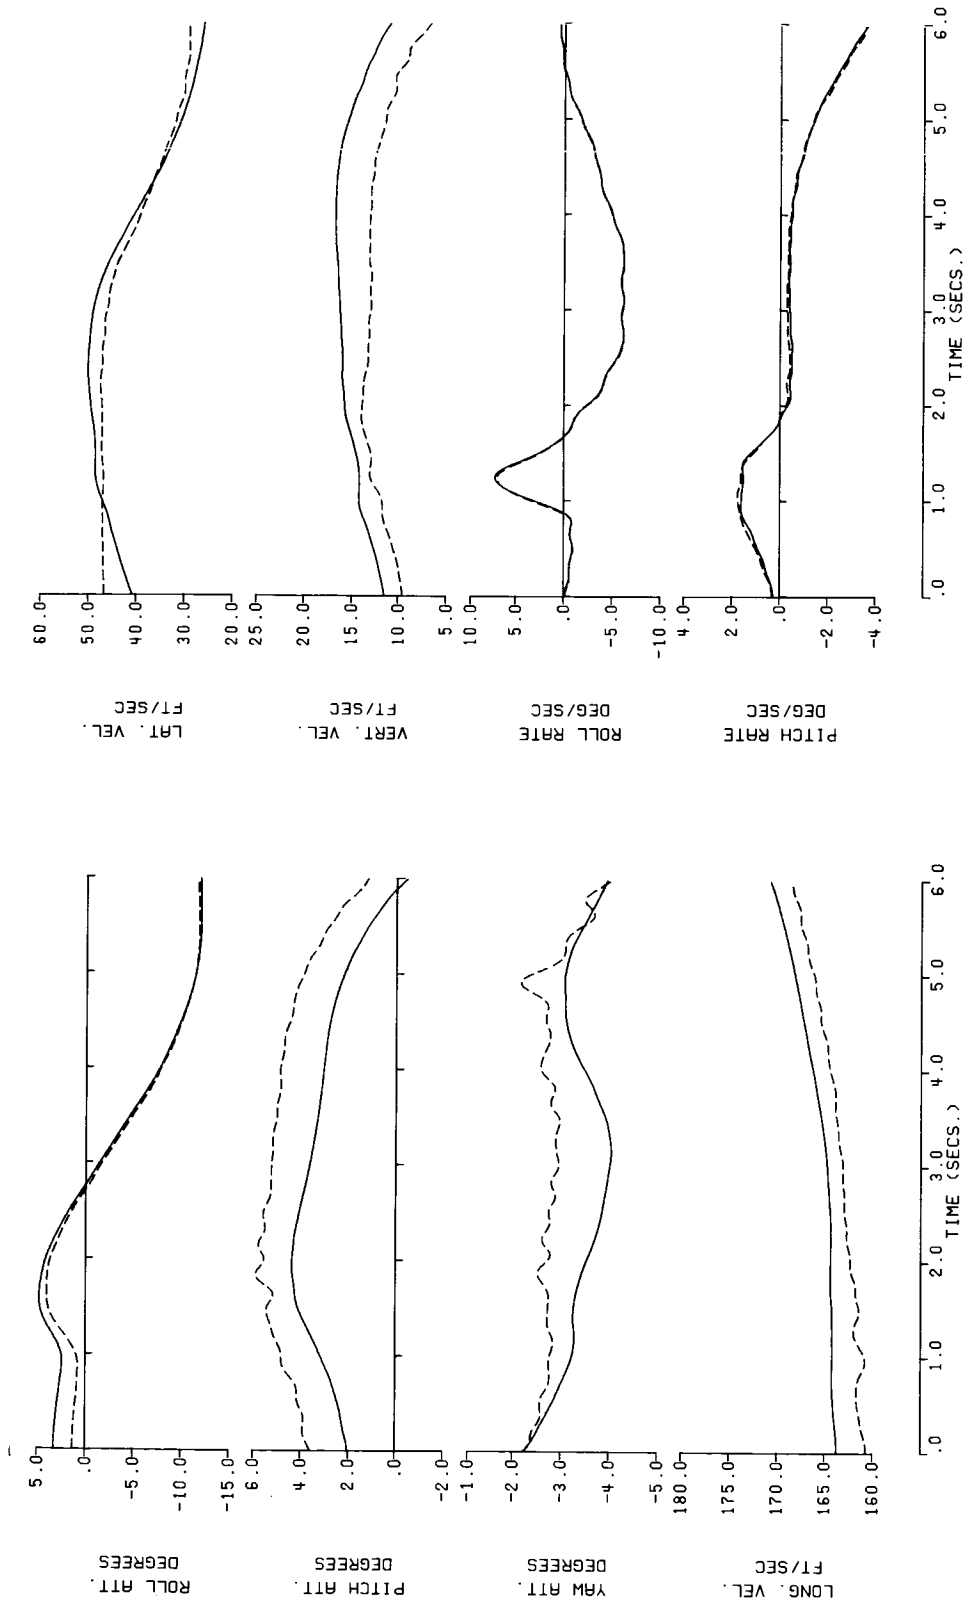 ROLL ATT.
DEGREES
5.0
.0
-5.0
-10.0
-15.0
PITCH ATT.
DEGREES
6.0
4.0
2.0
.0
-2.0
YAW ATT.
DEGREES
-1.0
-2.0
-3.0
-4.0
-5.0
LONG. VEL.
FT/SEC
180.0
175.0
170.0
165.0
160.0
.0 1.0 2.0 3.0 4.0 5.0 6.0
TIME (SECS.)
LAT. VEL.
FT/SEC
60.0
50.0
40.0
30.0
20.0
VERT. VEL.
FT/SEC
25.0
20.0
15.0
10.0
5.0
ROLL RATE
DEG/SEC
10.0
5.0
.0
-5.0
-10.0
PITCH RATE
DEG/SEC
4.0
2.0
.0
-2.0
-4.0
.0 1.0 2.0 3.0 4.0 5.0 6.0
TIME (SECS.)